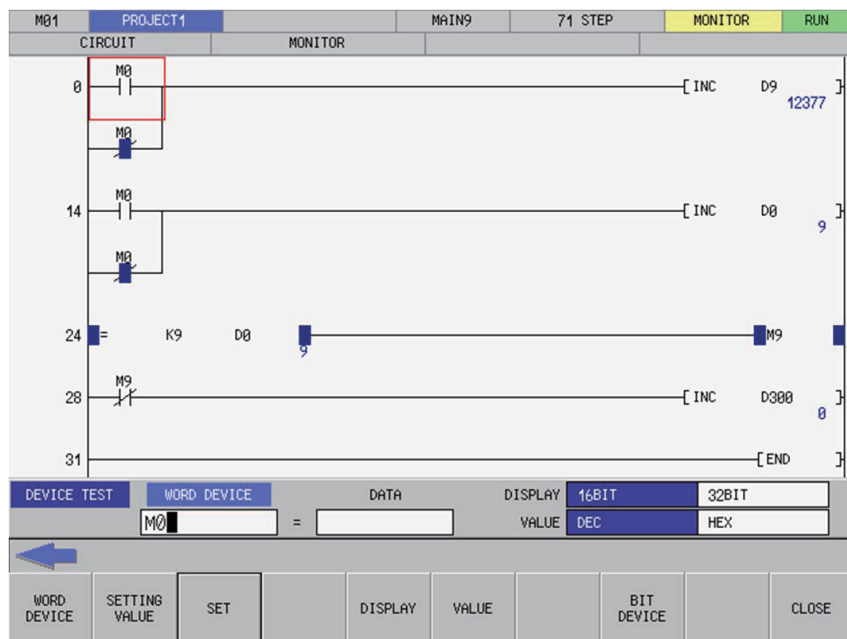 M01 PROJECT1 MAIN9 71 STEP MONITOR RUN
CIRCUIT MONITOR
M0
0 [ INC D9 ]
12377
M0
M0
14 [ INC D0 ]
9
M0
24 = K9 D0 M9
9
M9
28 [ INC D300 ]
0
31 [ END ]
DEVICE TEST WORD DEVICE DATA DISPLAY 16BIT 32BIT
M0 = VALUE DEC HEX
WORD DEVICE SETTING VALUE SET DISPLAY VALUE BIT DEVICE CLOSE